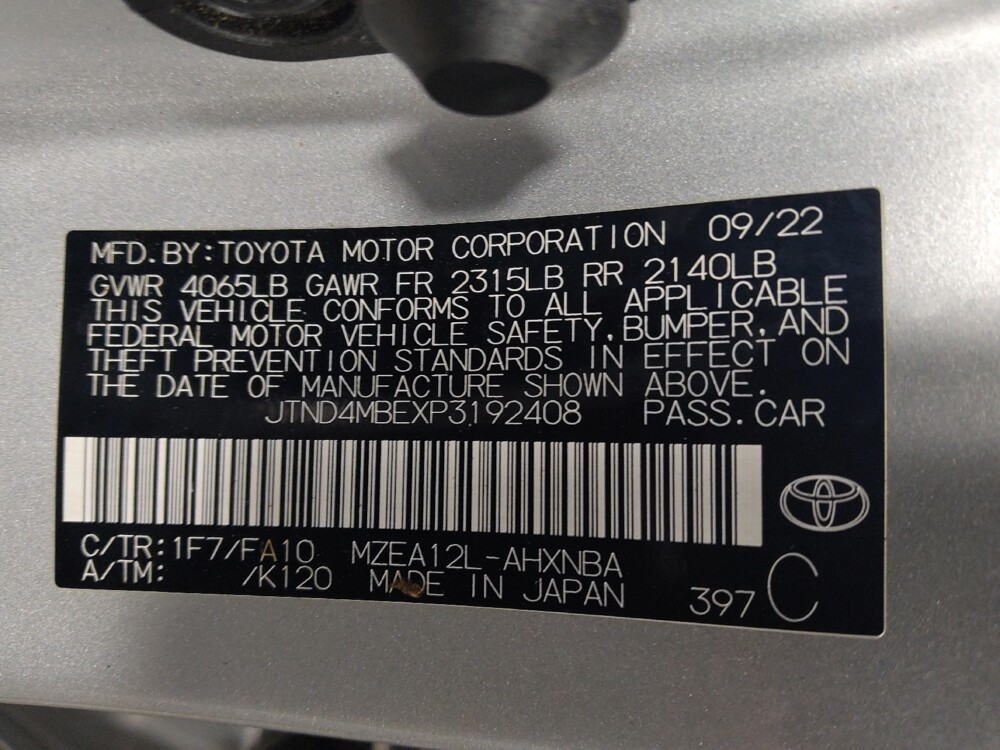 MFD.BY:TOYOTA MOTOR CORPORATION 09/22
GVWR 4065LB GAWR FR 2315LB RR 2140LB
THIS VEHICLE CONFORMS TO ALL APPLICABLE
FEDERAL MOTOR VEHICLE SAFETY,BUMPER,AND
THEFT PREVENTION STANDARDS IN EFFECT ON
THE DATE OF MANUFACTURE SHOWN ABOVE.
JTND4MBEXP3192408 PASS.CAR
C/TR:1F7/FA10 MZEA12L-AHXNBA
A/TM: /K120 MADE IN JAPAN 397 C